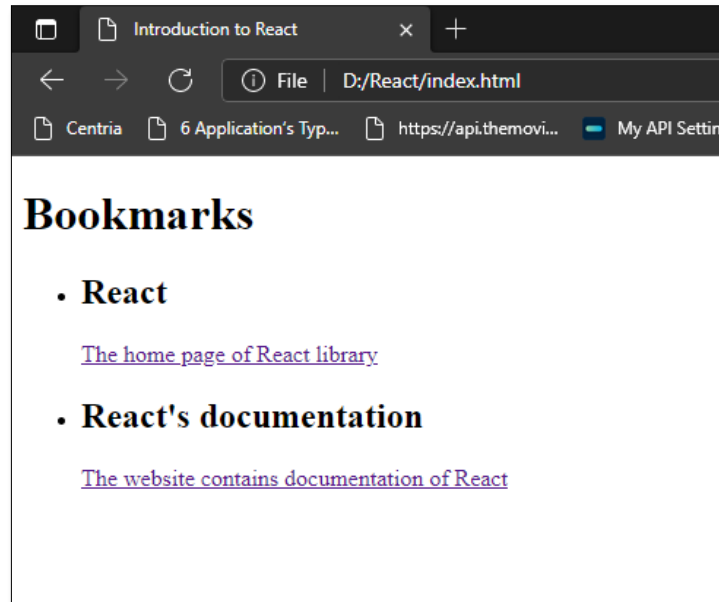 Introduction to React
File D:/React/index.html
Centria 6 Application's Typ... https://api.themovi... My API Settin
Bookmarks
React
The home page of React library
React's documentation
The website contains documentation of React